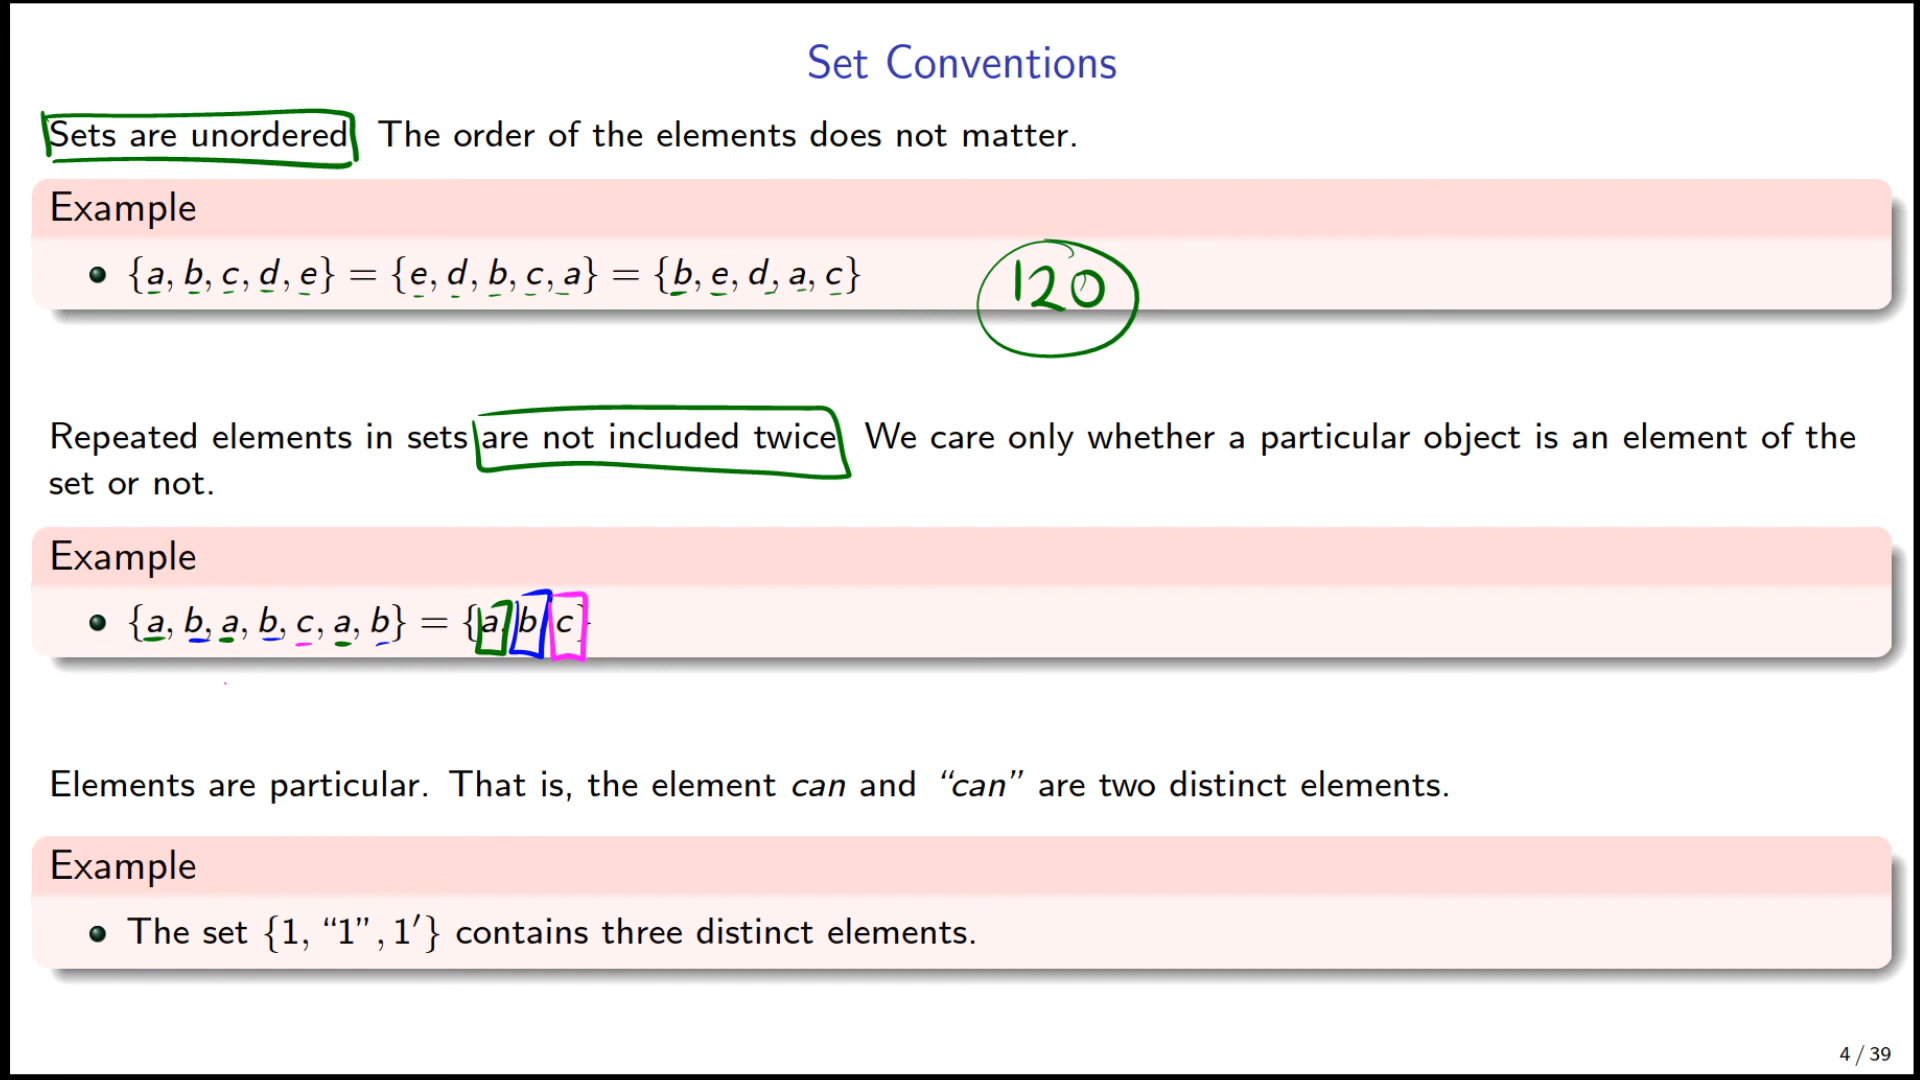 Set Conventions
Sets are unordered The order of the elements does not matter.
Example
• {a, b, c, d, e} = {e, d, b, c, a} = {b, e, d, a, c}
120
Repeated elements in sets are not included twice We care only whether a particular object is an element of the
set or not.
Example
• {a, b, a, b, c, a, b} = {a, b, c}
Elements are particular. That is, the element can and “can” are two distinct elements.
Example
• The set {1, “1”, 1′} contains three distinct elements.
4 / 39